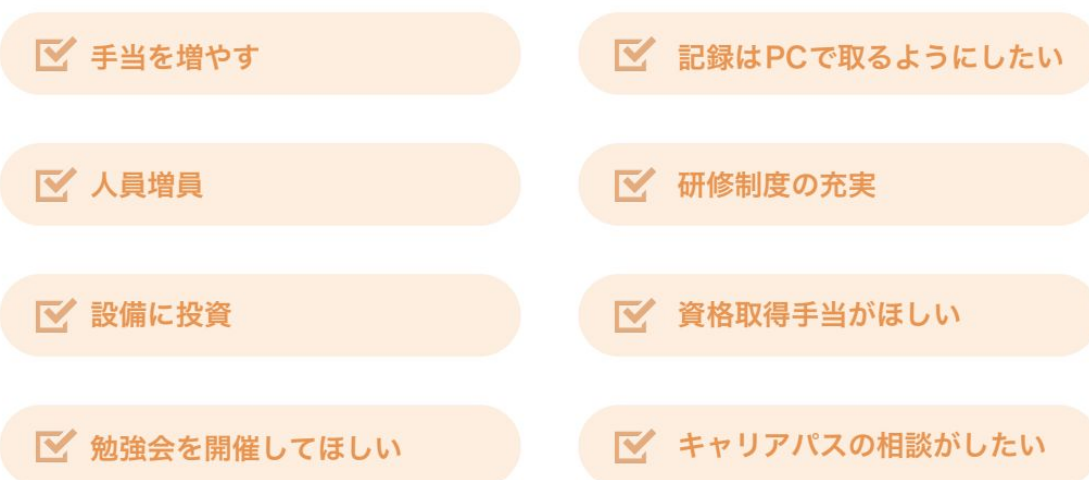 手当を増やす
記録はPCで取るようにしたい
人員増員
研修制度の充実
設備に投資
資格取得手当がほしい
勉強会を開催してほしい
キャリアパスの相談がしたい